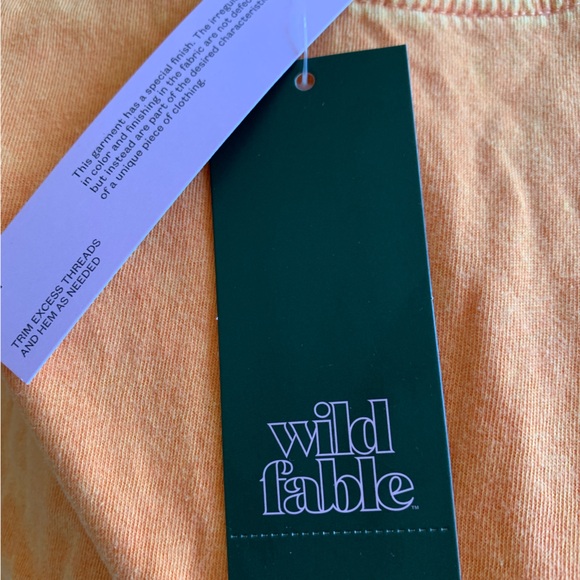 This garment has a special finish. The
in color and finishing in the fabric are not
but instead are part of the desired
of a unique piece of clothing.
TRIM EXCESS THREADS
AND HEM AS NEEDED
wild
fable
TM